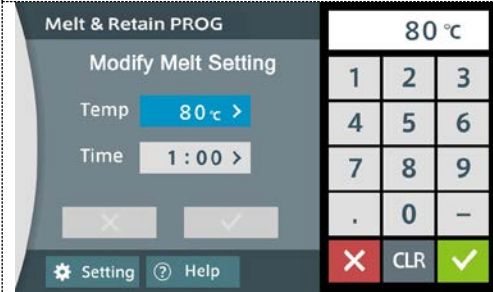 Melt & Retain PROG
Modify Melt Setting
Temp 80℃ >
Time 1:00 >
Setting ? Help
80 ℃
1 2 3
4 5 6
7 8 9
. 0 –
CLR